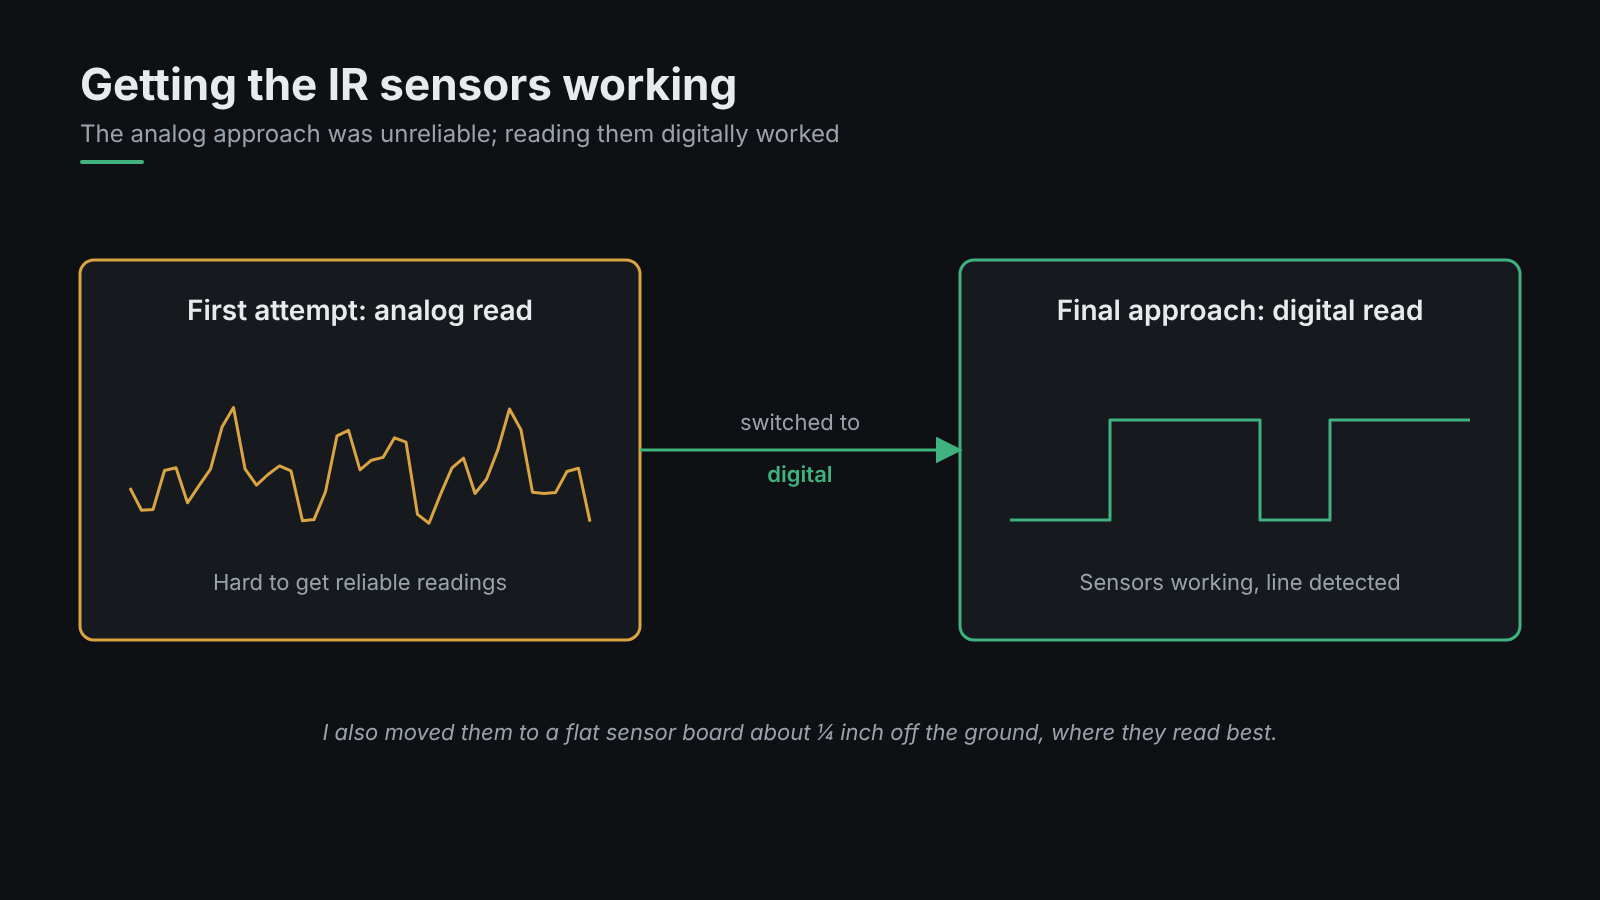 Getting the IR sensors working
The analog approach was unreliable; reading them digitally worked
First attempt: analog read
Hard to get reliable readings
switched to
digital
Final approach: digital read
Sensors working, line detected
I also moved them to a flat sensor board about ¼ inch off the ground, where they read best.